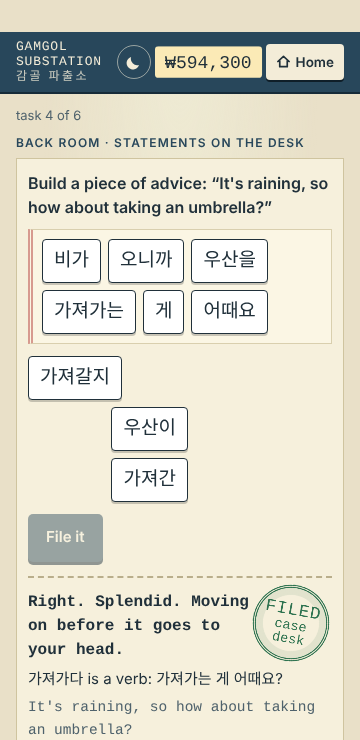 GAMGOL
SUBSTATION
감골 파출소
₩594,300
Home
task 4 of 6
BACK ROOM · STATEMENTS ON THE DESK
Build a piece of advice: “It's raining, so
how about taking an umbrella?”
비가 오니까 우산을
가져가는 게 어때요
가져갈지
우산이
가져간
File it
Right. Splendid. Moving
on before it goes to
your head.
FILED
case
desk
가져가다 is a verb: 가져가는 게 어때요?
It's raining, so how about taking
an umbrella?